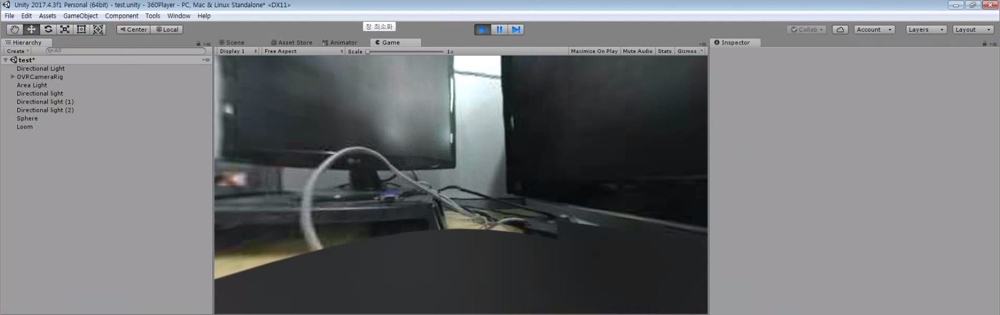 Unity 2017.4.3f1 Personal (64bit) - test.unity - 360Player - PC, Mac & Linux Standalone* <DX11>
File Edit Assets GameObject Component Tools Window Help
Center Local 창 최소화 Collab Account Layers Layout
Hierarchy Scene Asset Store Animator Game Inspector
Create All Display 1 Free Aspect Scale 1x Maximize On Play Mute Audio Stats Gizmos
test*
Directional Light
OVRCameraRig
Area Light
Directional light
Directional light (1)
Directional light (2)
Sphere
Loom